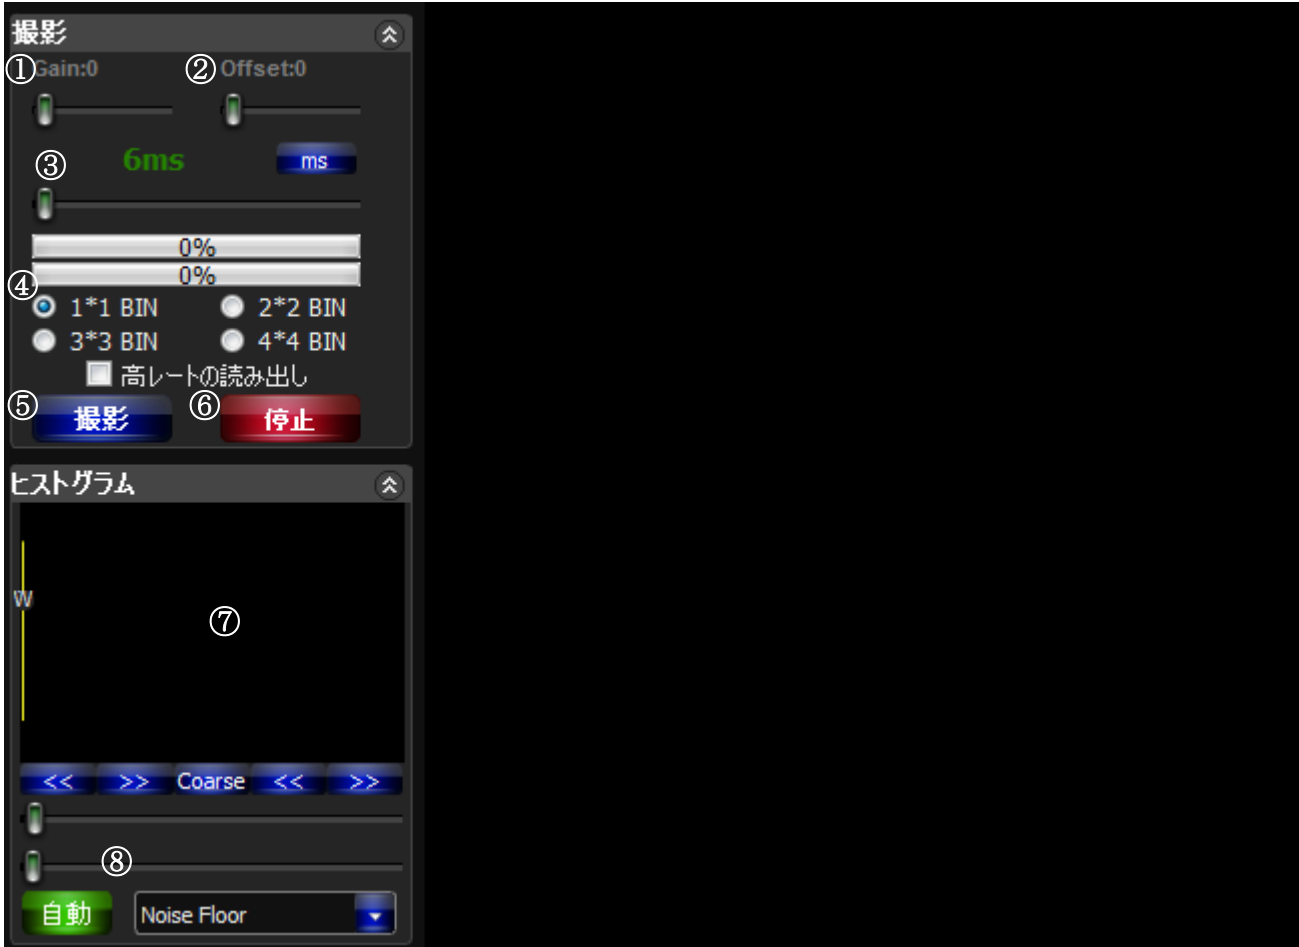 撮影
①Gain:0 ②Offset:0
③ 6ms ms
0%
0%
④
1*1 BIN 2*2 BIN
3*3 BIN 4*4 BIN
高レートの読み出し
⑤ 撮影 ⑥ 停止
ヒストグラム
W
⑦
<< >> Coarse << >>
⑧
自動 Noise Floor